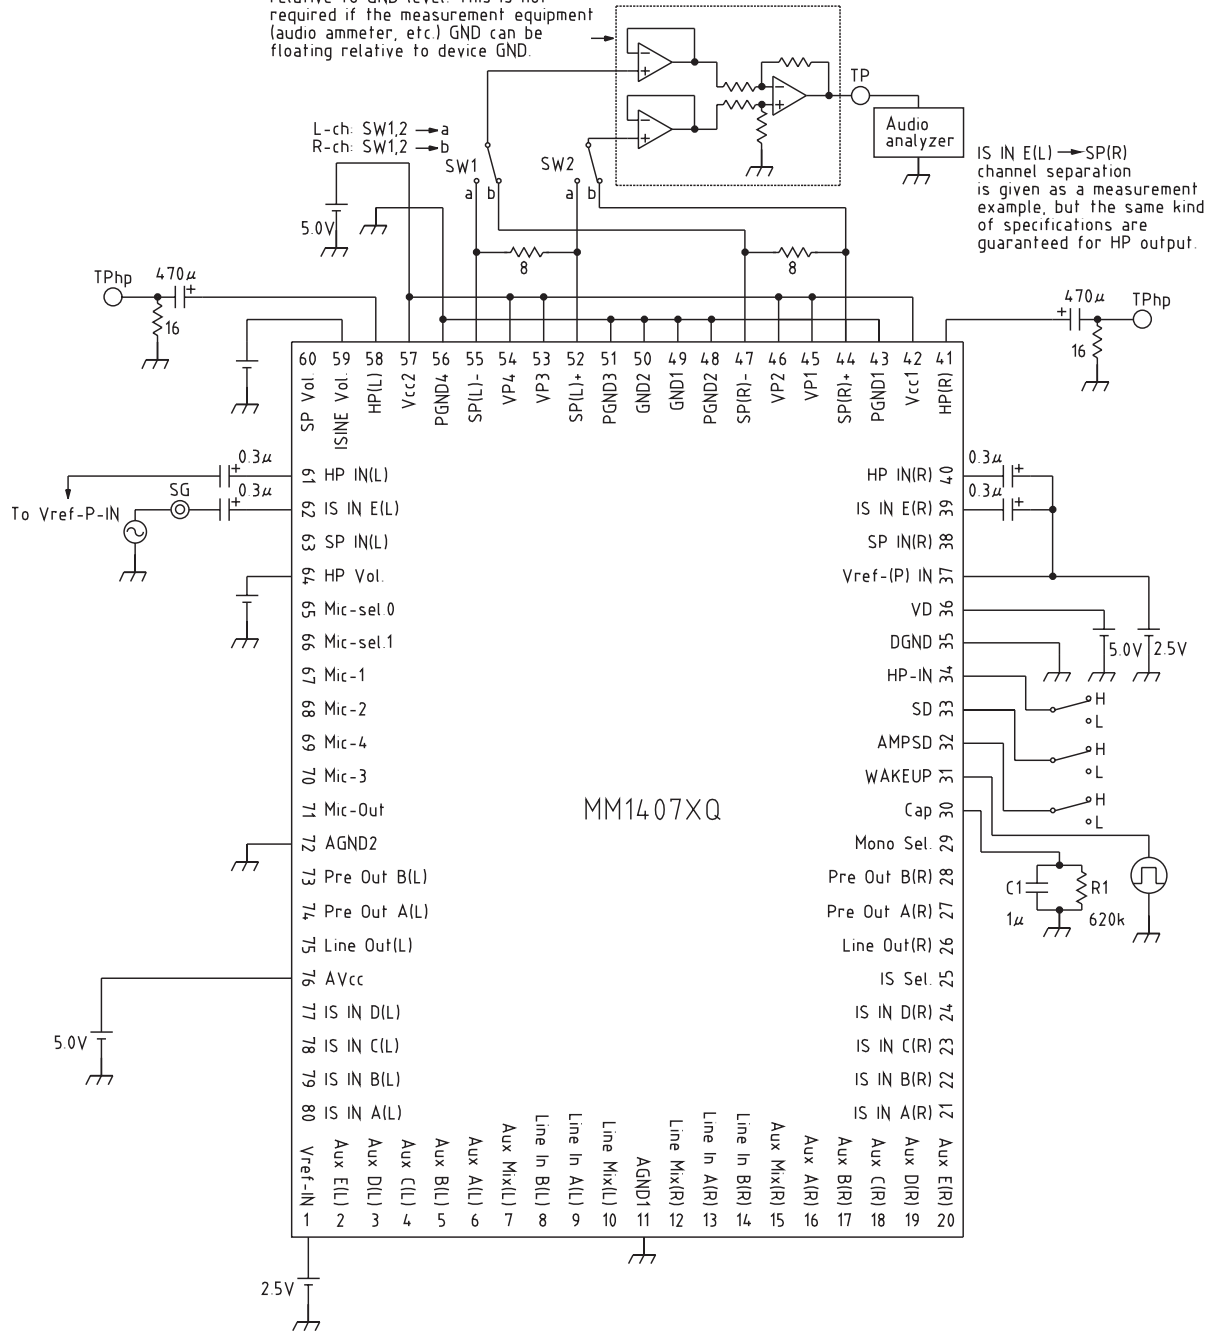 required if the measurement equipment
(audio ammeter, etc.) GND can be
floating relative to device GND.
TP
Audio
analyzer
L-ch: SW1,2 a
R-ch: SW1,2 b
SW1
SW2
a b
a b
5.0V
IS IN E(L) SP(R)
channel separation
is given as a measurement
example, but the same kind
of specifications are
guaranteed for HP output.
8
8
TPhp
470μ
+
16
470μ
+
TPhp
16
60 59 58 57 56 55 54 53 52 51 50 49 48 47 46 45 44 43 42 41
SP Vol.
ISINE Vol.
HP(L)
Vcc2
PGND4
SP(L)-
VP4
VP3
SP(L)+
PGND3
GND2
GND1
PGND2
SP(R)-
VP2
VP1
SP(R)+
PGND1
Vcc1
HP(R)
0.3μ
+
0.3μ
+
SG
To Vref-P-IN
61 HP IN(L)
62 IS IN E(L)
63 SP IN(L)
64 HP Vol.
65 Mic-sel.0
66 Mic-sel.1
67 Mic-1
68 Mic-2
69 Mic-4
70 Mic-3
71 Mic-Out
72 AGND2
73 Pre Out B(L)
74 Pre Out A(L)
75 Line Out(L)
76 AVcc
77 IS IN D(L)
78 IS IN C(L)
79 IS IN B(L)
80 IS IN A(L)
5.0V
MM1407XQ
HP IN(R) 40
IS IN E(R) 39
SP IN(R) 38
Vref-(P) IN 37
VD 36
DGND 35
HP-IN 34
SD 33
AMPSD 32
WAKEUP 31
Cap 30
Mono Sel. 29
Pre Out B(R) 28
Pre Out A(R) 27
Line Out(R) 26
IS Sel. 25
IS IN D(R) 24
IS IN C(R) 23
IS IN B(R) 22
IS IN A(R) 21
0.3μ
+
0.3μ
+
5.0V
2.5V
H
L
H
L
H
L
C1
R1
1μ
620k
Vref-IN
Aux E(L)
Aux D(L)
Aux C(L)
Aux B(L)
Aux A(L)
Aux Mix(L)
Line In B(L)
Line In A(L)
Line Mix(L)
AGND1
Line Mix(R)
Line In A(R)
Line In B(R)
Aux Mix(R)
Aux A(R)
Aux B(R)
Aux C(R)
Aux D(R)
Aux E(R)
1 2 3 4 5 6 7 8 9 10 11 12 13 14 15 16 17 18 19 20
2.5V